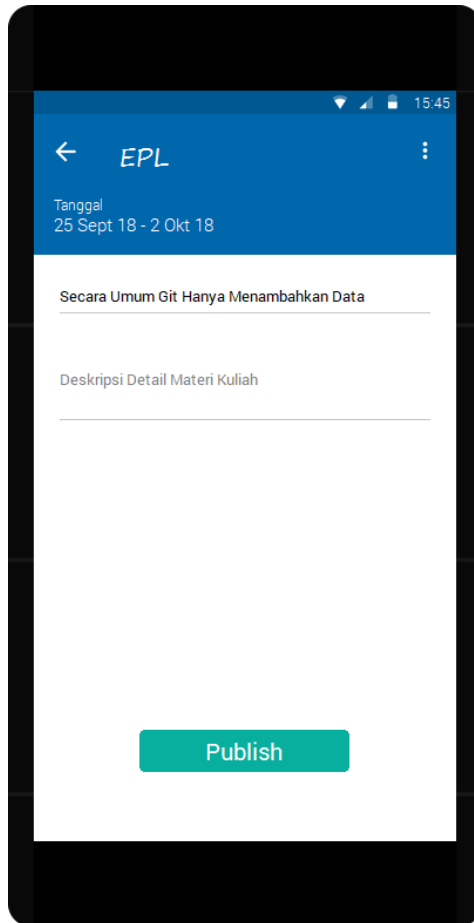 15:45
EPL
Tanggal
25 Sept 18 - 2 Okt 18
Secara Umum Git Hanya Menambahkan Data
Deskripsi Detail Materi Kuliah
Publish